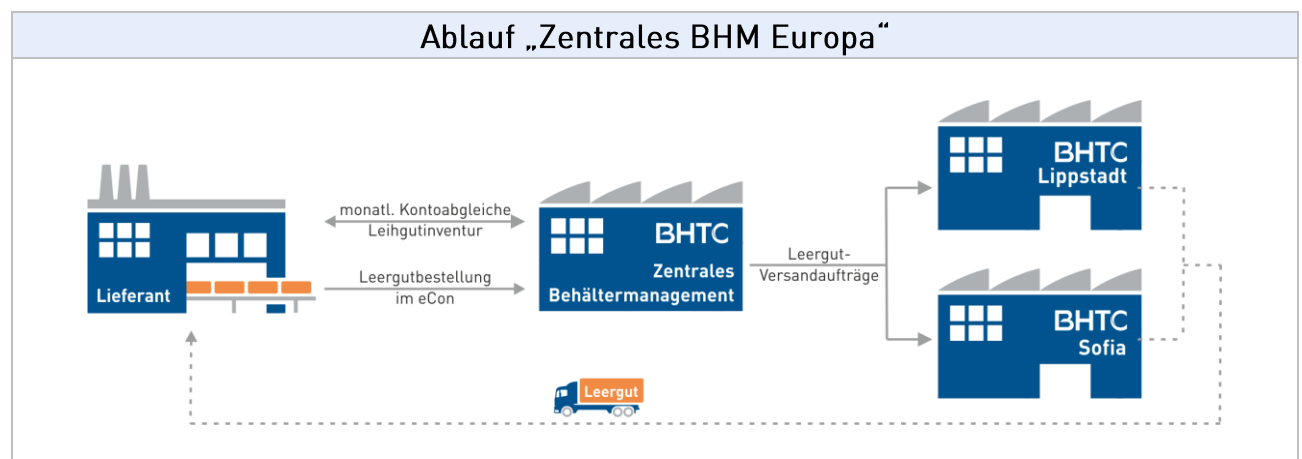 Ablauf „Zentrales BHM Europa“
Lieferant
monatl. Kontoabgleiche
Leihgutinventur
Leergutbestellung
im eCon
BHTC
Zentrales
Behältermanagement
Leergut-
Versandaufträge
BHTC
Lippstadt
BHTC
Sofia
Leergut